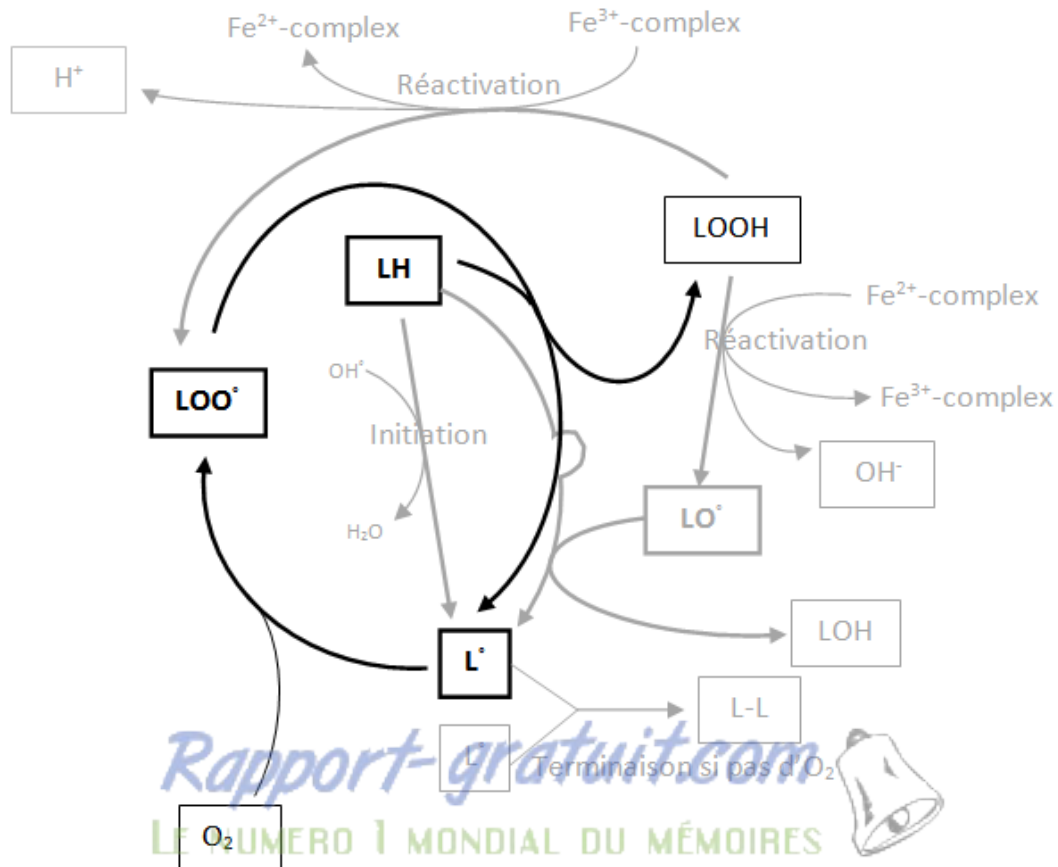 Fe²⁺-complex
Fe³⁺-complex
H⁺
Réactivation
LOOH
LH
Fe²⁺-complex
Réactivation
OH°
LOO°
Fe³⁺-complex
Initiation
OH⁻
LO°
H₂O
LOH
L°
L-L
L°
Terminaison si pas d'O₂
Rapport-gratuit.com
O₂
LE NUMERO 1 MONDIAL DU MÉMOIRES